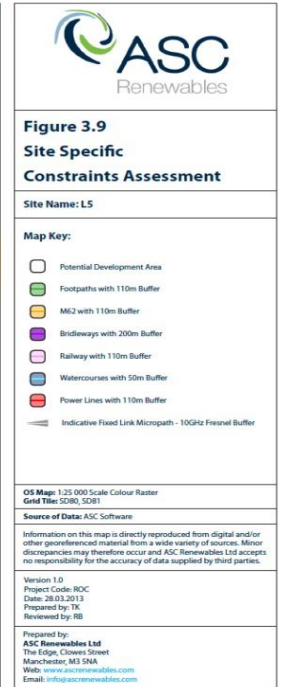 ASC
Renewables
Figure 3.9
Site Specific
Constraints Assessment
Site Name: L5
Map Key:
Potential Development Area
Footpaths with 110m Buffer
M62 with 110m Buffer
Bridleways with 200m Buffer
Railway with 110m Buffer
Watercourses with 50m Buffer
Power Lines with 110m Buffer
Indicative Fixed Link Micropath - 10GHz Fresnel Buffer
OS Map: 1:25 000 Scale Colour Raster
Grid Tile: SD80, SD81
Source of Data: ASC Software
Information on this map is directly reproduced from digital and/or
other georeferenced material from a wide variety of sources. Minor
discrepancies may therefore occur and ASC Renewables Ltd accepts
no responsibility for the accuracy of data supplied by third parties.
Version 1.0
Project Code: ROC
Date: 28.03.2013
Prepared by: TK
Reviewed by: RB
Prepared by:
ASC Renewables Ltd
The Edge, Clowes Street
Manchester, M3 5NA
Web: www.ascrenewables.com
Email: info@ascrenewables.com